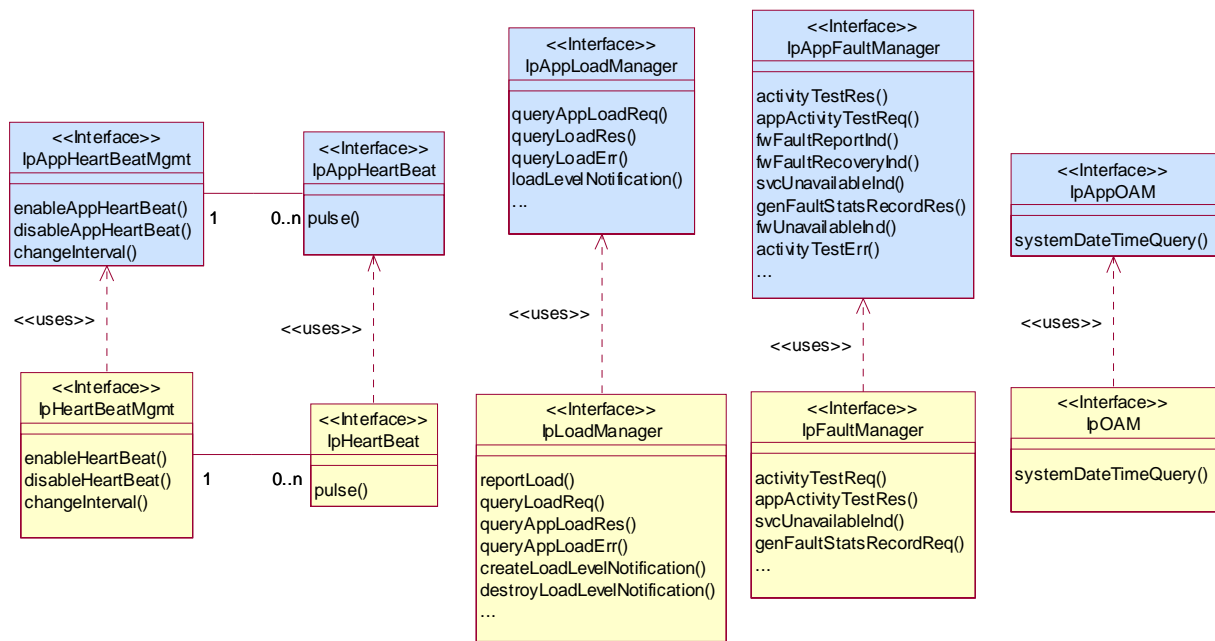 <<Interface>>
IpAppHeartBeatMgmt
enableAppHeartBeat()
disableAppHeartBeat()
changeInterval()
1
0..n
<<Interface>>
IpAppHeartBeat
pulse()
<<Interface>>
IpAppLoadManager
queryAppLoadReq()
queryLoadRes()
queryLoadErr()
loadLevelNotification()
...
<<Interface>>
IpAppFaultManager
activityTestRes()
appActivityTestReq()
fwFaultReportInd()
fwFaultRecoveryInd()
svcUnavailableInd()
genFaultStatsRecordRes()
fwUnavailableInd()
activityTestErr()
...
<<Interface>>
IpAppOAM
systemDateTimeQuery()
<<uses>>
<<uses>>
<<uses>>
<<uses>>
<<uses>>
<<Interface>>
IpHeartBeatMgmt
enableHeartBeat()
disableHeartBeat()
changeInterval()
1
0..n
<<Interface>>
IpHeartBeat
pulse()
<<Interface>>
IpLoadManager
reportLoad()
queryLoadReq()
queryAppLoadRes()
queryAppLoadErr()
createLoadLevelNotification()
destroyLoadLevelNotification()
...
<<Interface>>
IpFaultManager
activityTestReq()
appActivityTestRes()
svcUnavailableInd()
genFaultStatsRecordReq()
...
<<Interface>>
IpOAM
systemDateTimeQuery()